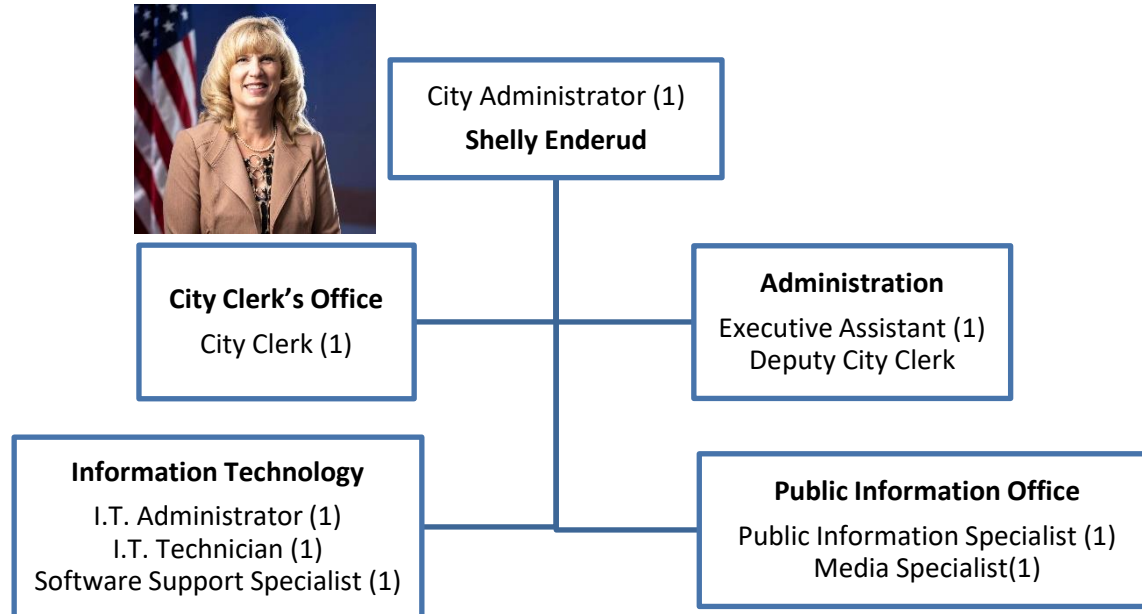 City Administrator (1)
Shelly Enderud
City Clerk’s Office
City Clerk (1)
Administration
Executive Assistant (1)
Deputy City Clerk
Information Technology
I.T. Administrator (1)
I.T. Technician (1)
Software Support Specialist (1)
Public Information Office
Public Information Specialist (1)
Media Specialist(1)